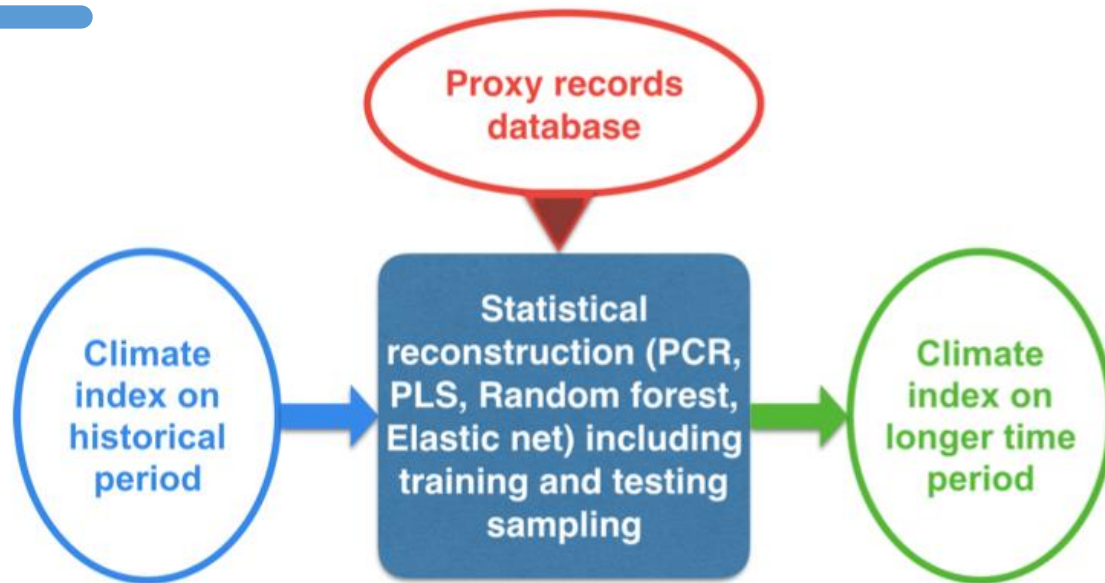 Proxy records
database
Climate
index on
historical
period
Statistical
reconstruction (PCR,
PLS, Random forest,
Elastic net) including
training and testing
sampling
Climate
index on
longer time
period